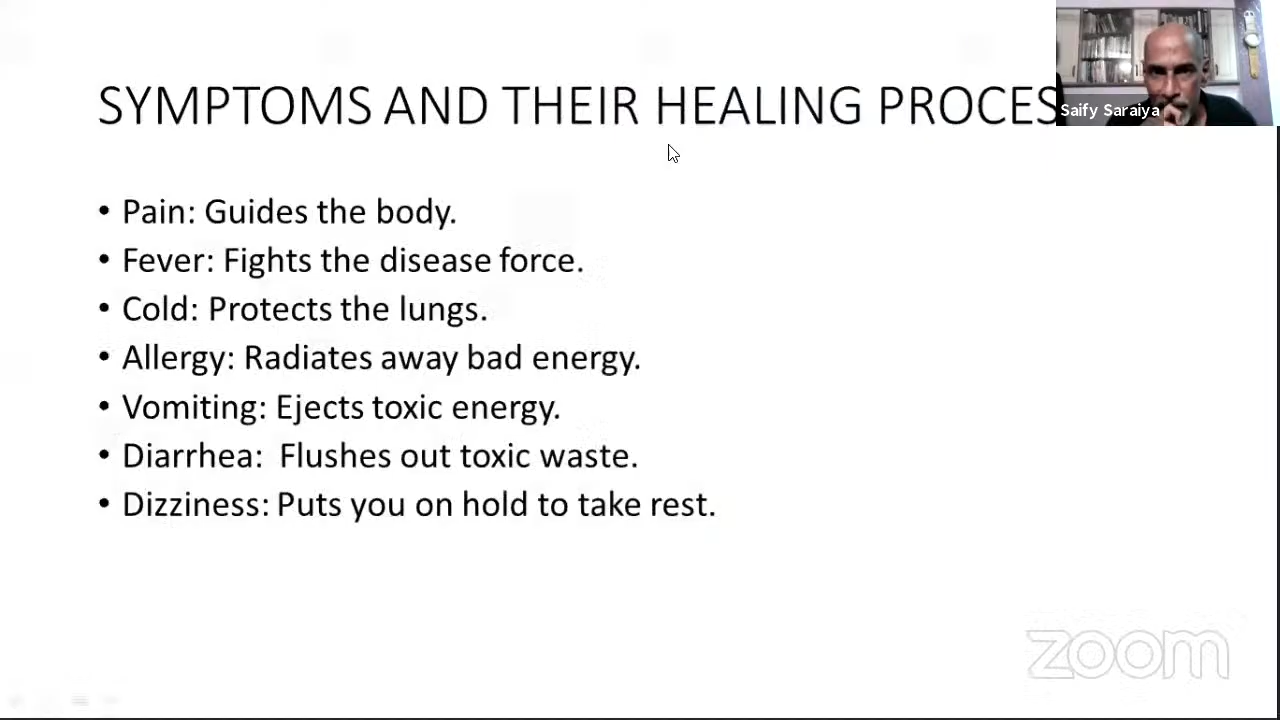 SYMPTOMS AND THEIR HEALING PROCES
Saify Saraiya
• Pain: Guides the body.
• Fever: Fights the disease force.
• Cold: Protects the lungs.
• Allergy: Radiates away bad energy.
• Vomiting: Ejects toxic energy.
• Diarrhea: Flushes out toxic waste.
• Dizziness: Puts you on hold to take rest.
zoom